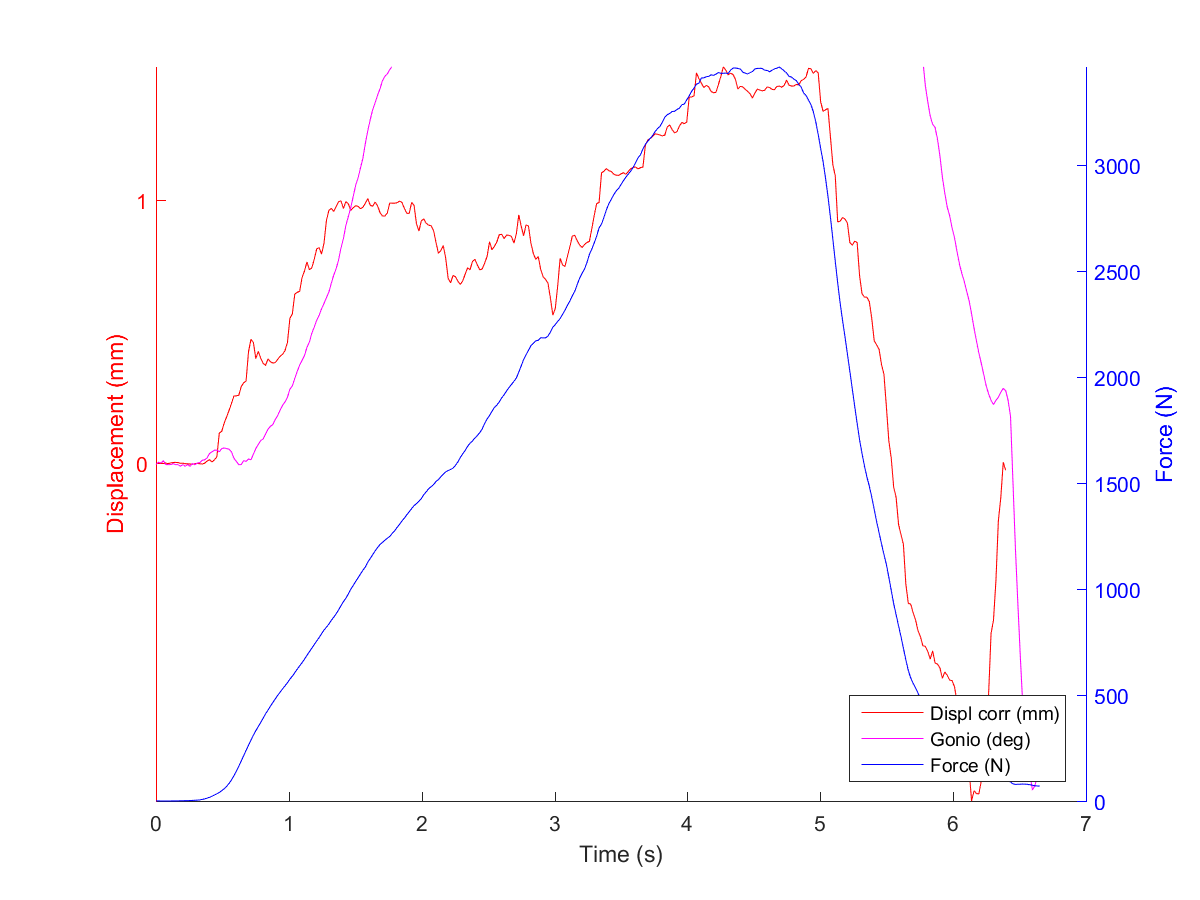 1
0
Displacement (mm)
3000
2500
2000
1500
1000
500
0
Force (N)
Displ corr (mm)
Gonio (deg)
Force (N)
0 1 2 3 4 5 6 7
Time (s)